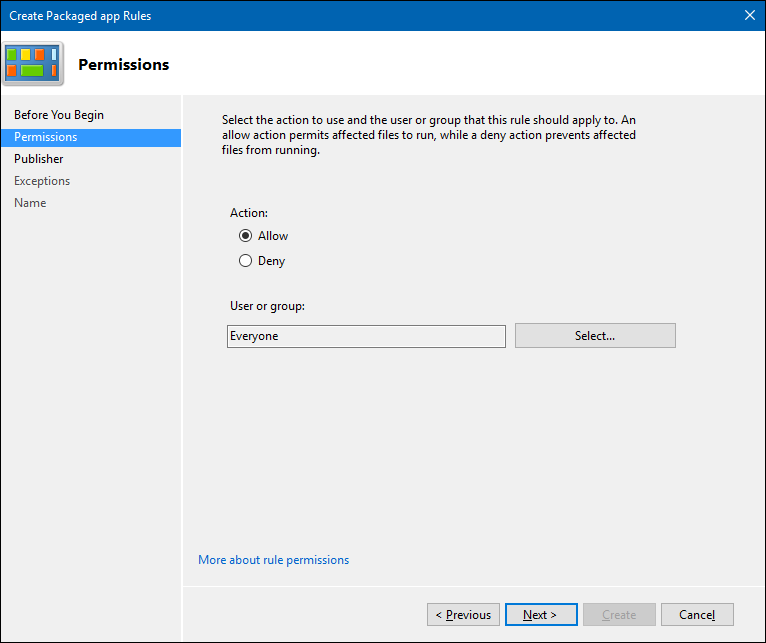 Create Packaged app Rules
Permissions
Before You Begin
Permissions
Publisher
Exceptions
Name
Select the action to use and the user or group that this rule should apply to. An
allow action permits affected files to run, while a deny action prevents affected
files from running.
Action:
Allow
Deny
User or group:
Everyone
Select...
More about rule permissions
< Previous
Next >
Create
Cancel